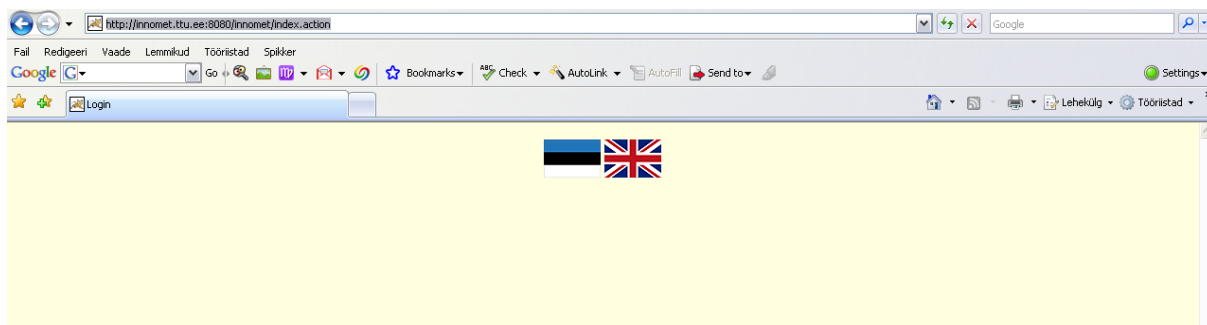 http://innomet.ttu.ee:8080/innomet/index.action Google
Fail Redigeeri Vaade Lemmikud Tööriistad Spikker
Google G Go Bookmarks ABC Check AutoLink AutoFill Send to Settings
Login Lehekülg Tööriistad